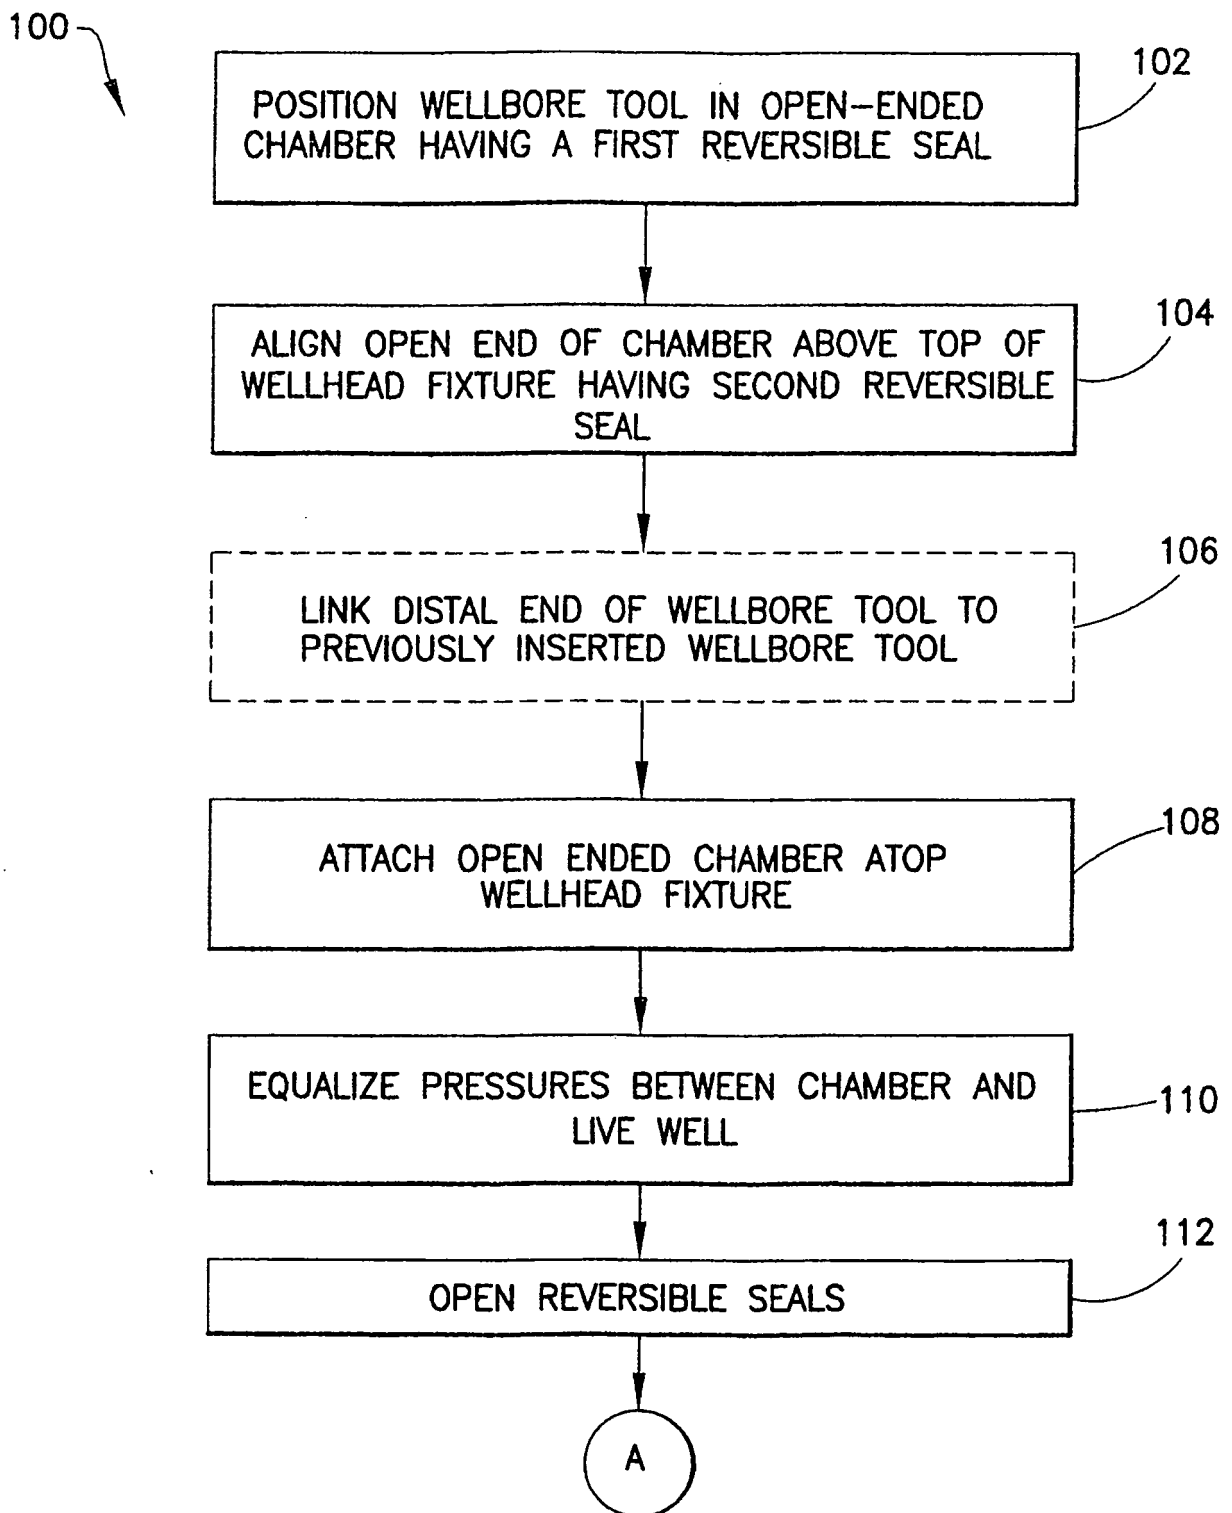 100
102
POSITION WELLBORE TOOL IN OPEN-ENDED
CHAMBER HAVING A FIRST REVERSIBLE SEAL
104
ALIGN OPEN END OF CHAMBER ABOVE TOP OF
WELLHEAD FIXTURE HAVING SECOND REVERSIBLE
SEAL
106
LINK DISTAL END OF WELLBORE TOOL TO
PREVIOUSLY INSERTED WELLBORE TOOL
108
ATTACH OPEN ENDED CHAMBER ATOP
WELLHEAD FIXTURE
110
EQUALIZE PRESSURES BETWEEN CHAMBER AND
LIVE WELL
112
OPEN REVERSIBLE SEALS
A